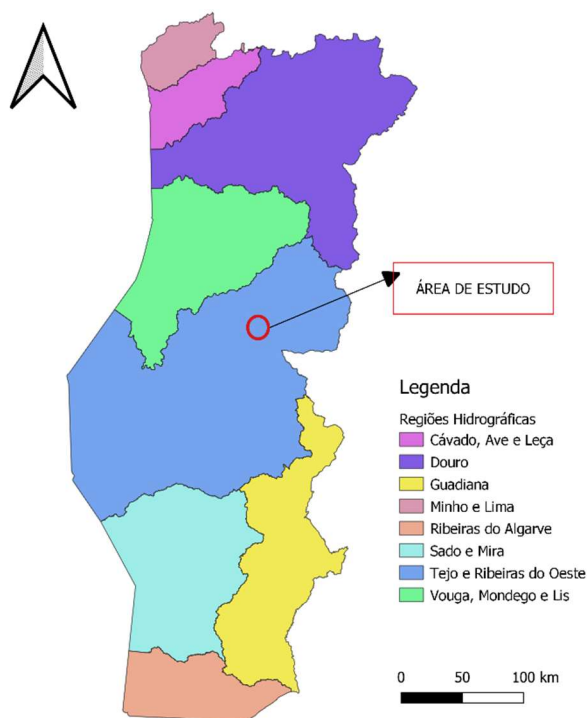 ÁREA DE ESTUDO
Legenda
Regiões Hidrográficas
Cávado, Ave e Leça
Douro
Guadiana
Minho e Lima
Ribeiras do Algarve
Sado e Mira
Tejo e Ribeiras do Oeste
Vouga, Mondego e Lis
0 50 100 km